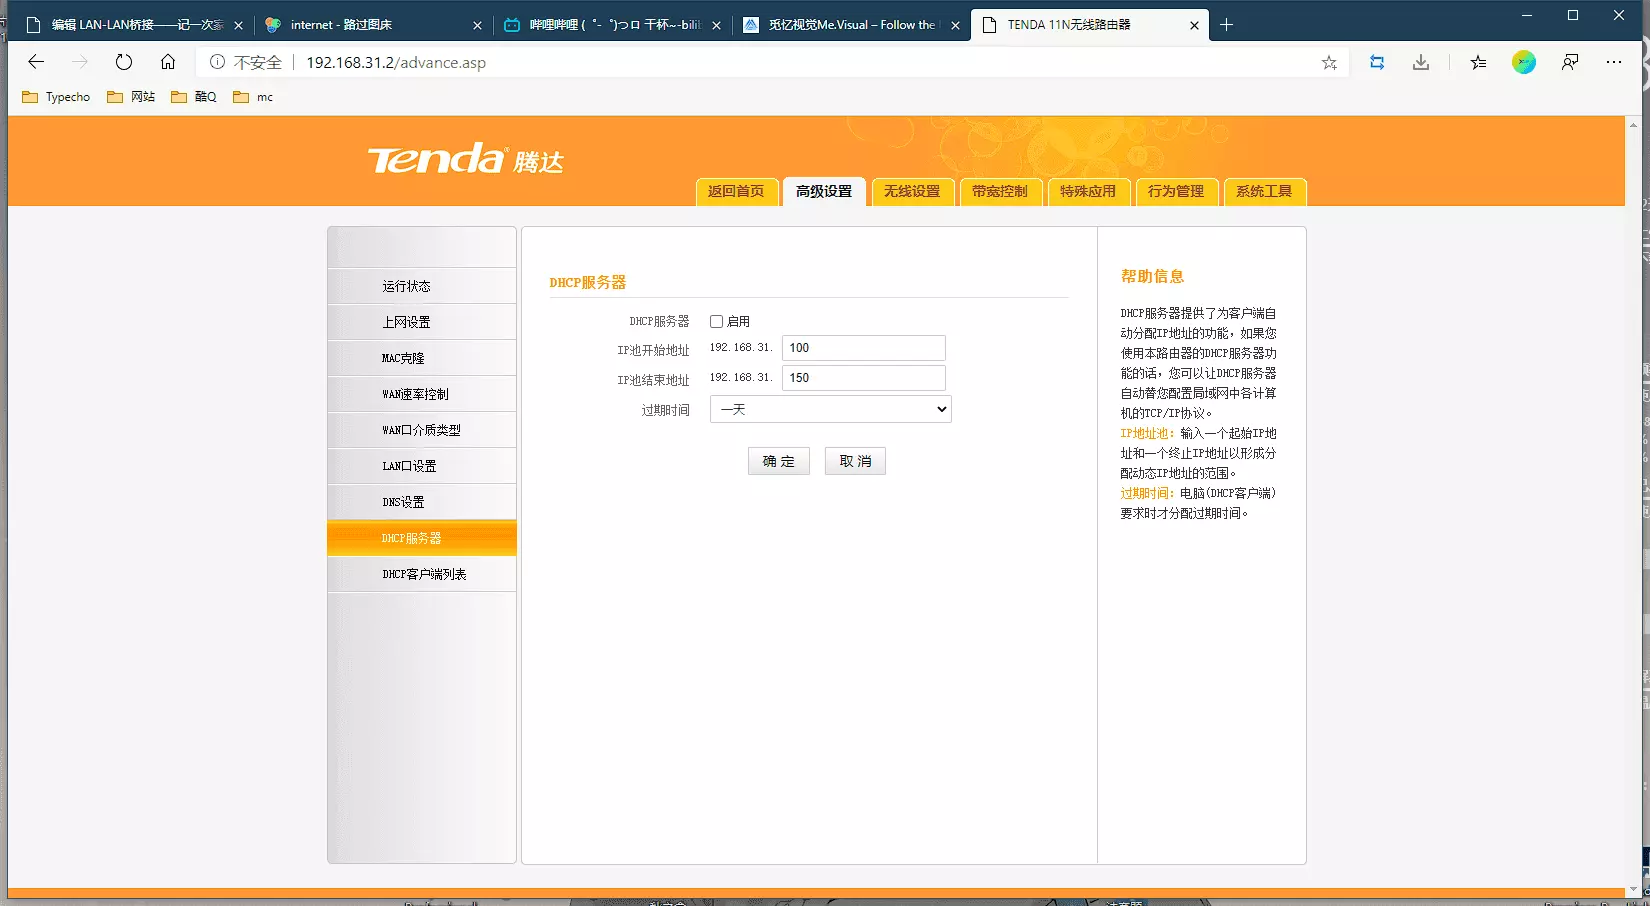 编辑 LAN-LAN桥接——记一次
internet - 路过图床
哔哩哔哩 (゜-゜)つロ 干杯~-bili
觅忆视觉Me.Visual – Follow the
TENDA 11N无线路由器
不安全
192.168.31.2/advance.asp
Typecho
网站
酷Q
mc
Tenda 腾达
返回首页
高级设置
无线设置
带宽控制
特殊应用
行为管理
系统工具
运行状态
上网设置
MAC克隆
WAN速率控制
WAN口介质类型
LAN口设置
DNS设置
DHCP服务器
DHCP客户端列表
DHCP服务器
DHCP服务器 启用
IP池开始地址 192.168.31. 100
IP池结束地址 192.168.31. 150
过期时间 一天
确 定 取 消
帮助信息
DHCP服务器提供了为客户端自
动分配IP地址的功能，如果您
使用本路由器的DHCP服务器功
能的话，您可以让DHCP服务器
自动替您配置局域网中各计算
机的TCP/IP协议。
IP地址池：输入一个起始IP地
址和一个终止IP地址以形成分
配动态IP地址的范围。
过期时间：电脑(DHCP客户端)
要求时才分配过期时间。